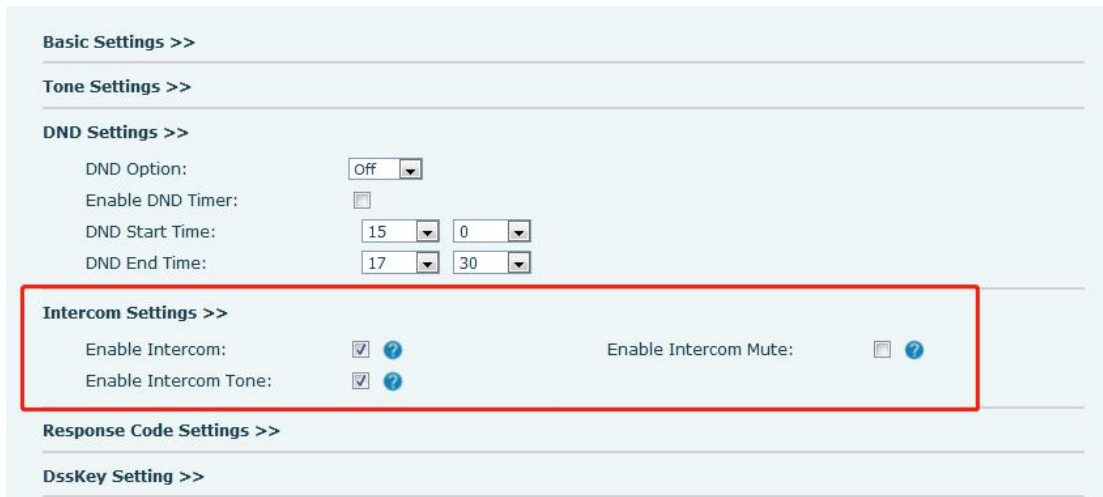 Basic Settings >>
Tone Settings >>
DND Settings >>
DND Option: Off
Enable DND Timer:
DND Start Time: 15 0
DND End Time: 17 30
Intercom Settings >>
Enable Intercom: ? Enable Intercom Mute: ?
Enable Intercom Tone: ?
Response Code Settings >>
DssKey Setting >>